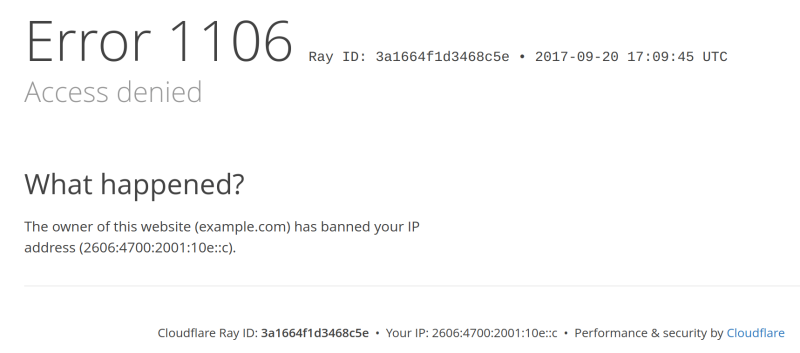 Error 1106 Ray ID: 3a1664f1d3468c5e • 2017-09-20 17:09:45 UTC
Access denied
What happened?
The owner of this website (example.com) has banned your IP
address (2606:4700:2001:10e::c).
Cloudflare Ray ID: 3a1664f1d3468c5e • Your IP: 2606:4700:2001:10e::c • Performance & security by Cloudflare